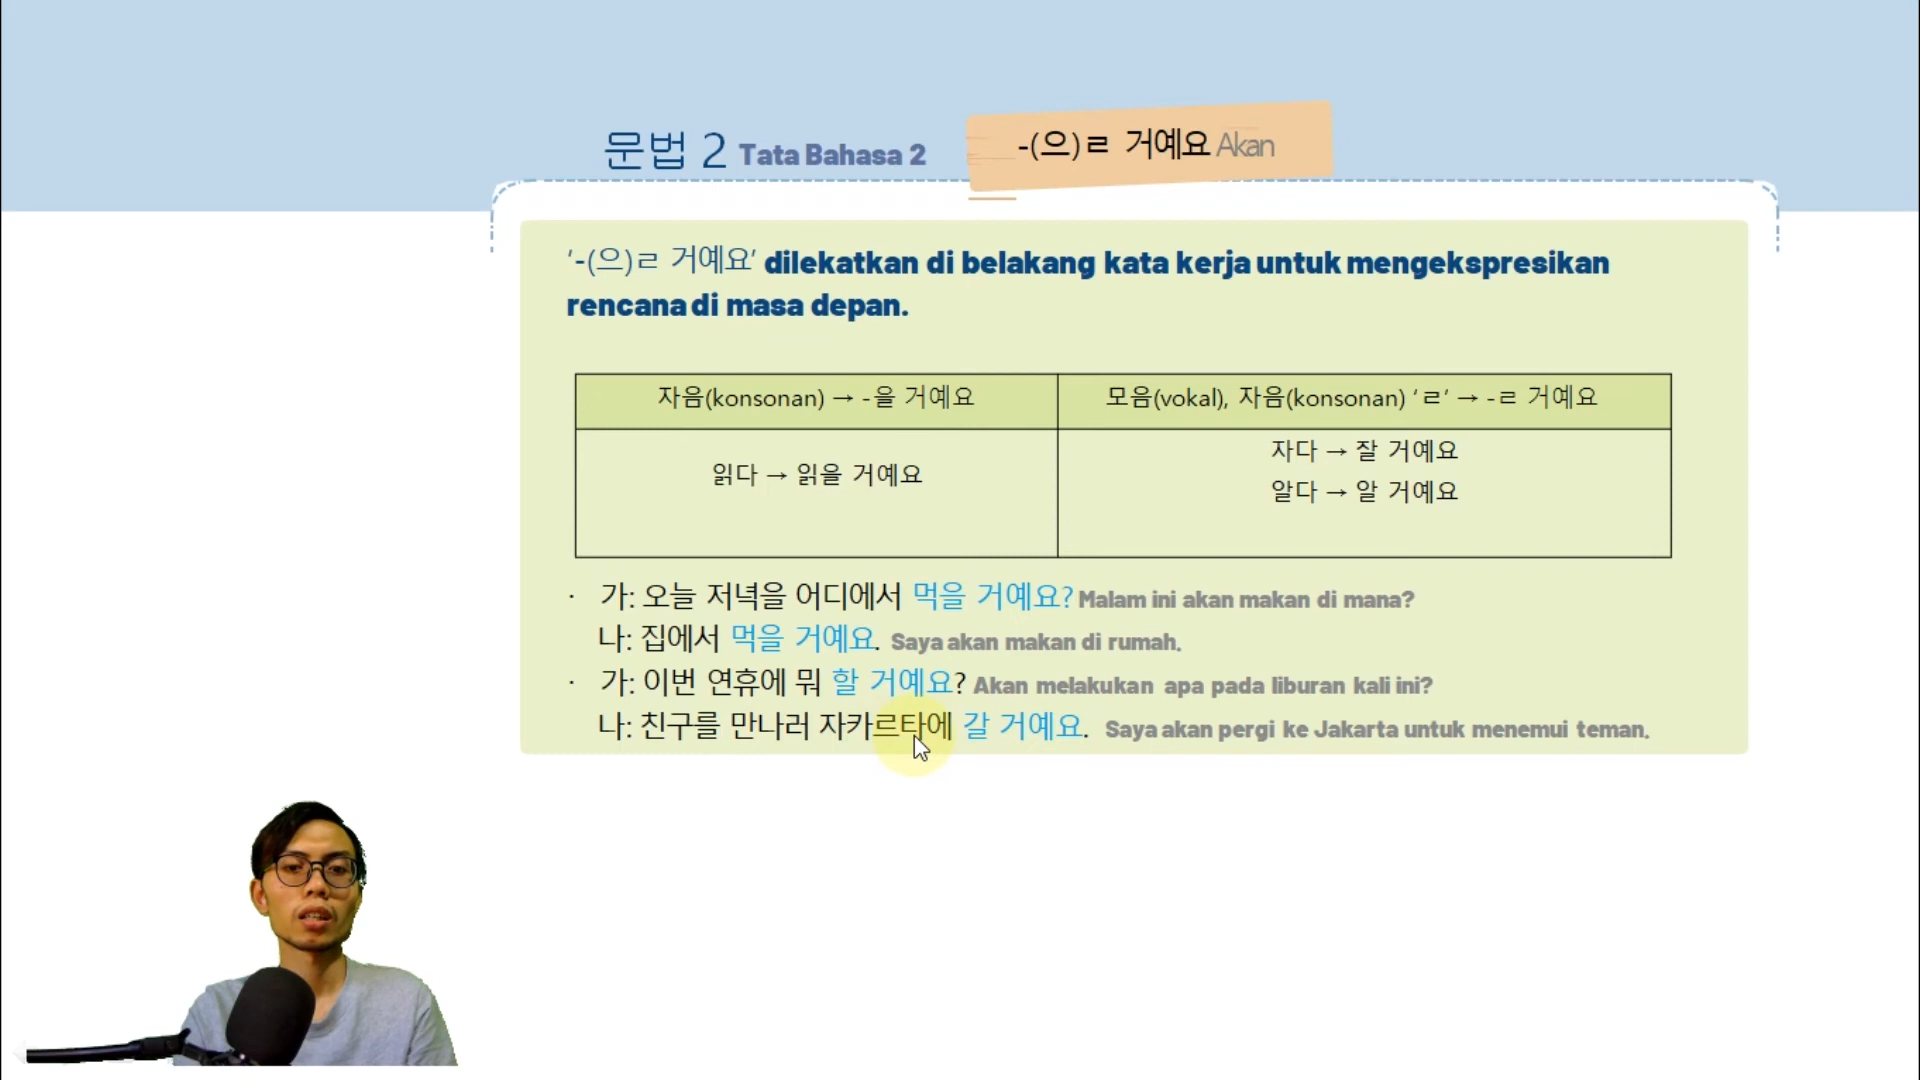 문법 2 Tata Bahasa 2
-(으)ㄹ 거예요 Akan
'-(으)ㄹ 거예요' dilekatkan di belakang kata kerja untuk mengekspresikan
rencana di masa depan.
자음(konsonan) → -을 거예요
모음(vokal), 자음(konsonan) 'ㄹ' → -ㄹ 거예요
읽다 → 읽을 거예요
자다 → 잘 거예요
알다 → 알 거예요
· 가: 오늘 저녁을 어디에서 먹을 거예요? Malam ini akan makan di mana?
나: 집에서 먹을 거예요. Saya akan makan di rumah.
· 가: 이번 연휴에 뭐 할 거예요? Akan melakukan apa pada liburan kali ini?
나: 친구를 만나러 자카르타에 갈 거예요. Saya akan pergi ke Jakarta untuk menemui teman.